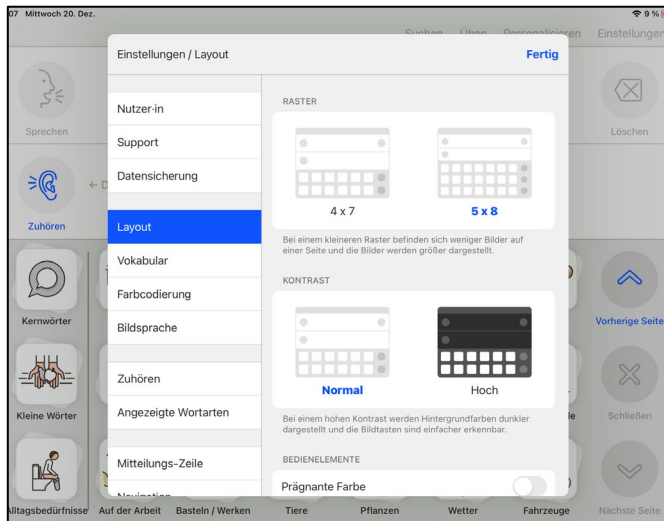 07 Mittwoch 20. Dez.
9 %
Suchen Üben Personalisieren Einstellungen
Einstellungen / Layout
Fertig
Sprechen
Löschen
Nutzer·in
Support
Datensicherung
Layout
Vokabular
Farbcodierung
Bildsprache
Zuhören
Angezeigte Wortarten
Mitteilungs-Zeile
Navigation
RASTER
4 x 7
5 x 8
Bei einem kleineren Raster befinden sich weniger Bilder auf
einer Seite und die Bilder werden größer dargestellt.
KONTRAST
Normal
Hoch
Bei einem hohen Kontrast werden Hintergrundfarben dunkler
dargestellt und die Bildtasten sind einfacher erkennbar.
BEDIENELEMENTE
Prägnante Farbe
Zuhören
← D
Kernwörter
Vorherige Seite
Kleine Wörter
Schließen
Alltagsbedürfnisse
Auf der Arbeit
Basteln / Werken
Tiere
Pflanzen
Wetter
Fahrzeuge
Nächste Seite